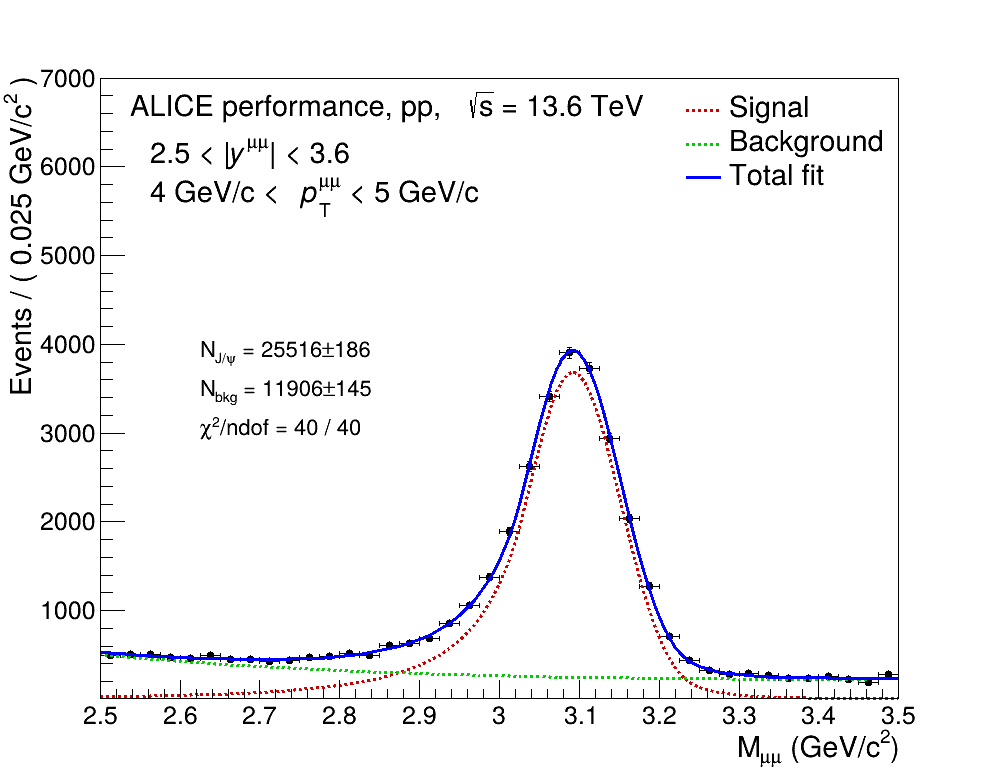 ALICE performance, pp, √s = 13.6 TeV
2.5 < |y^μμ| < 3.6
4 GeV/c < p_T^μμ < 5 GeV/c
Signal
Background
Total fit
N_J/ψ = 25516±186
N_bkg = 11906±145
χ²/ndof = 40 / 40
Events / ( 0.025 GeV/c² )
7000
6000
5000
4000
3000
2000
1000
2.5 2.6 2.7 2.8 2.9 3 3.1 3.2 3.3 3.4 3.5
M_μμ (GeV/c²)